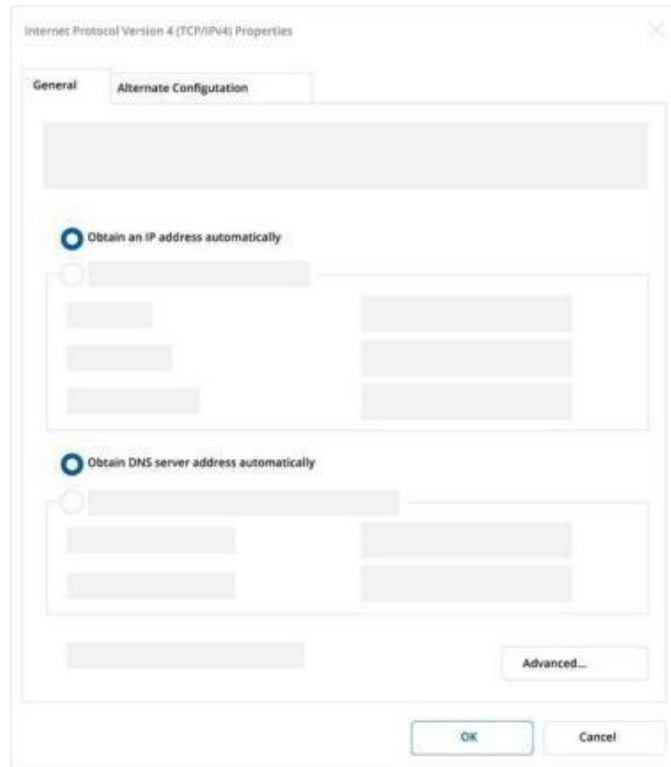 Internet Protocol Version 4 (TCP/IPv4) Properties
General
Alternate Configutation
Obtain an IP address automatically
Obtain DNS server address automatically
Advanced...
OK
Cancel